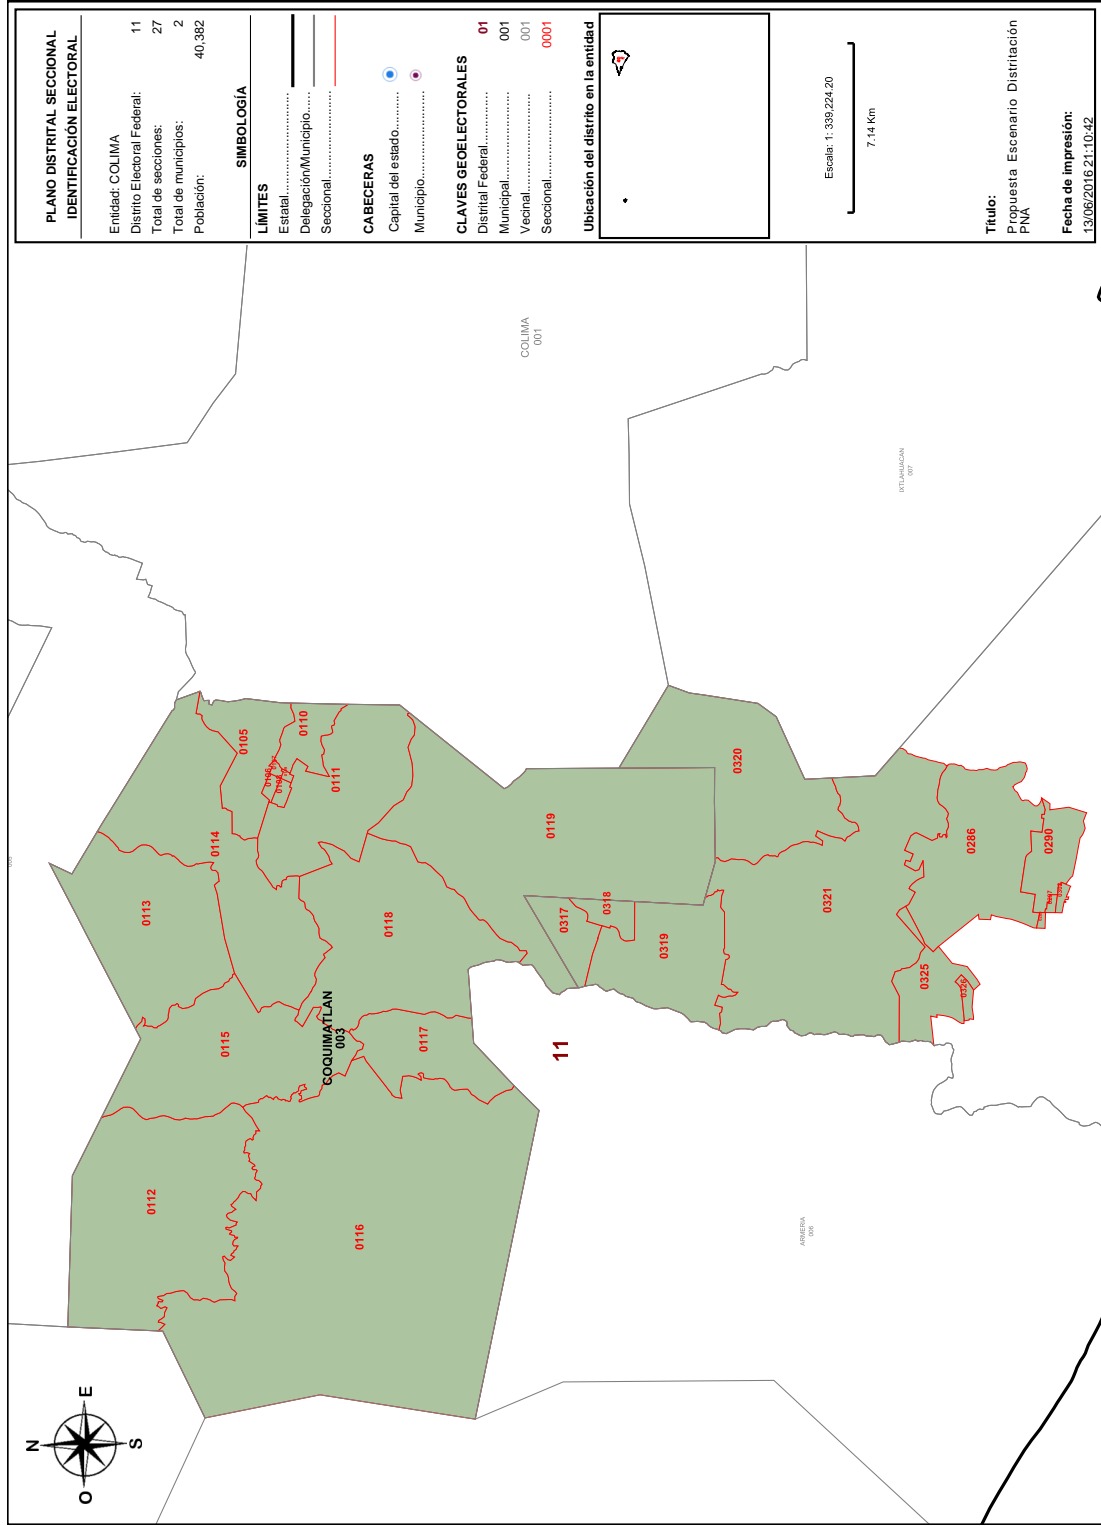 PLANO DISTRITAL SECCIONAL
IDENTIFICACIÓN ELECTORAL
Entidad: COLIMA
Distrito Electoral Federal: 11
Total de secciones: 27
Total de municipios: 2
Población: 40,382
SIMBOLOGÍA
LÍMITES
Estatal
Delegación/Municipio
Seccional
CABECERAS
Capital del estado
Municipio
CLAVES GEOELECTORALES
Distrital Federal 01
Municipal 001
Vecinal 001
Seccional 0001
Ubicación del distrito en la entidad
Escala: 1: 339,224.20
7.14 Km
Título:
Propuesta Escenario Distritación
PNA
Fecha de impresión:
13/06/2016 21:10:42
N
O
E
S
0112
0113
0114
0105
0115
0110
0111
COQUIMATLAN
003
0116
0117
0118
0119
11
0317
0318
0319
0320
0321
0325
0326
0286
0290
COLIMA
001
IXTLAHUACAN
007
ARMERIA